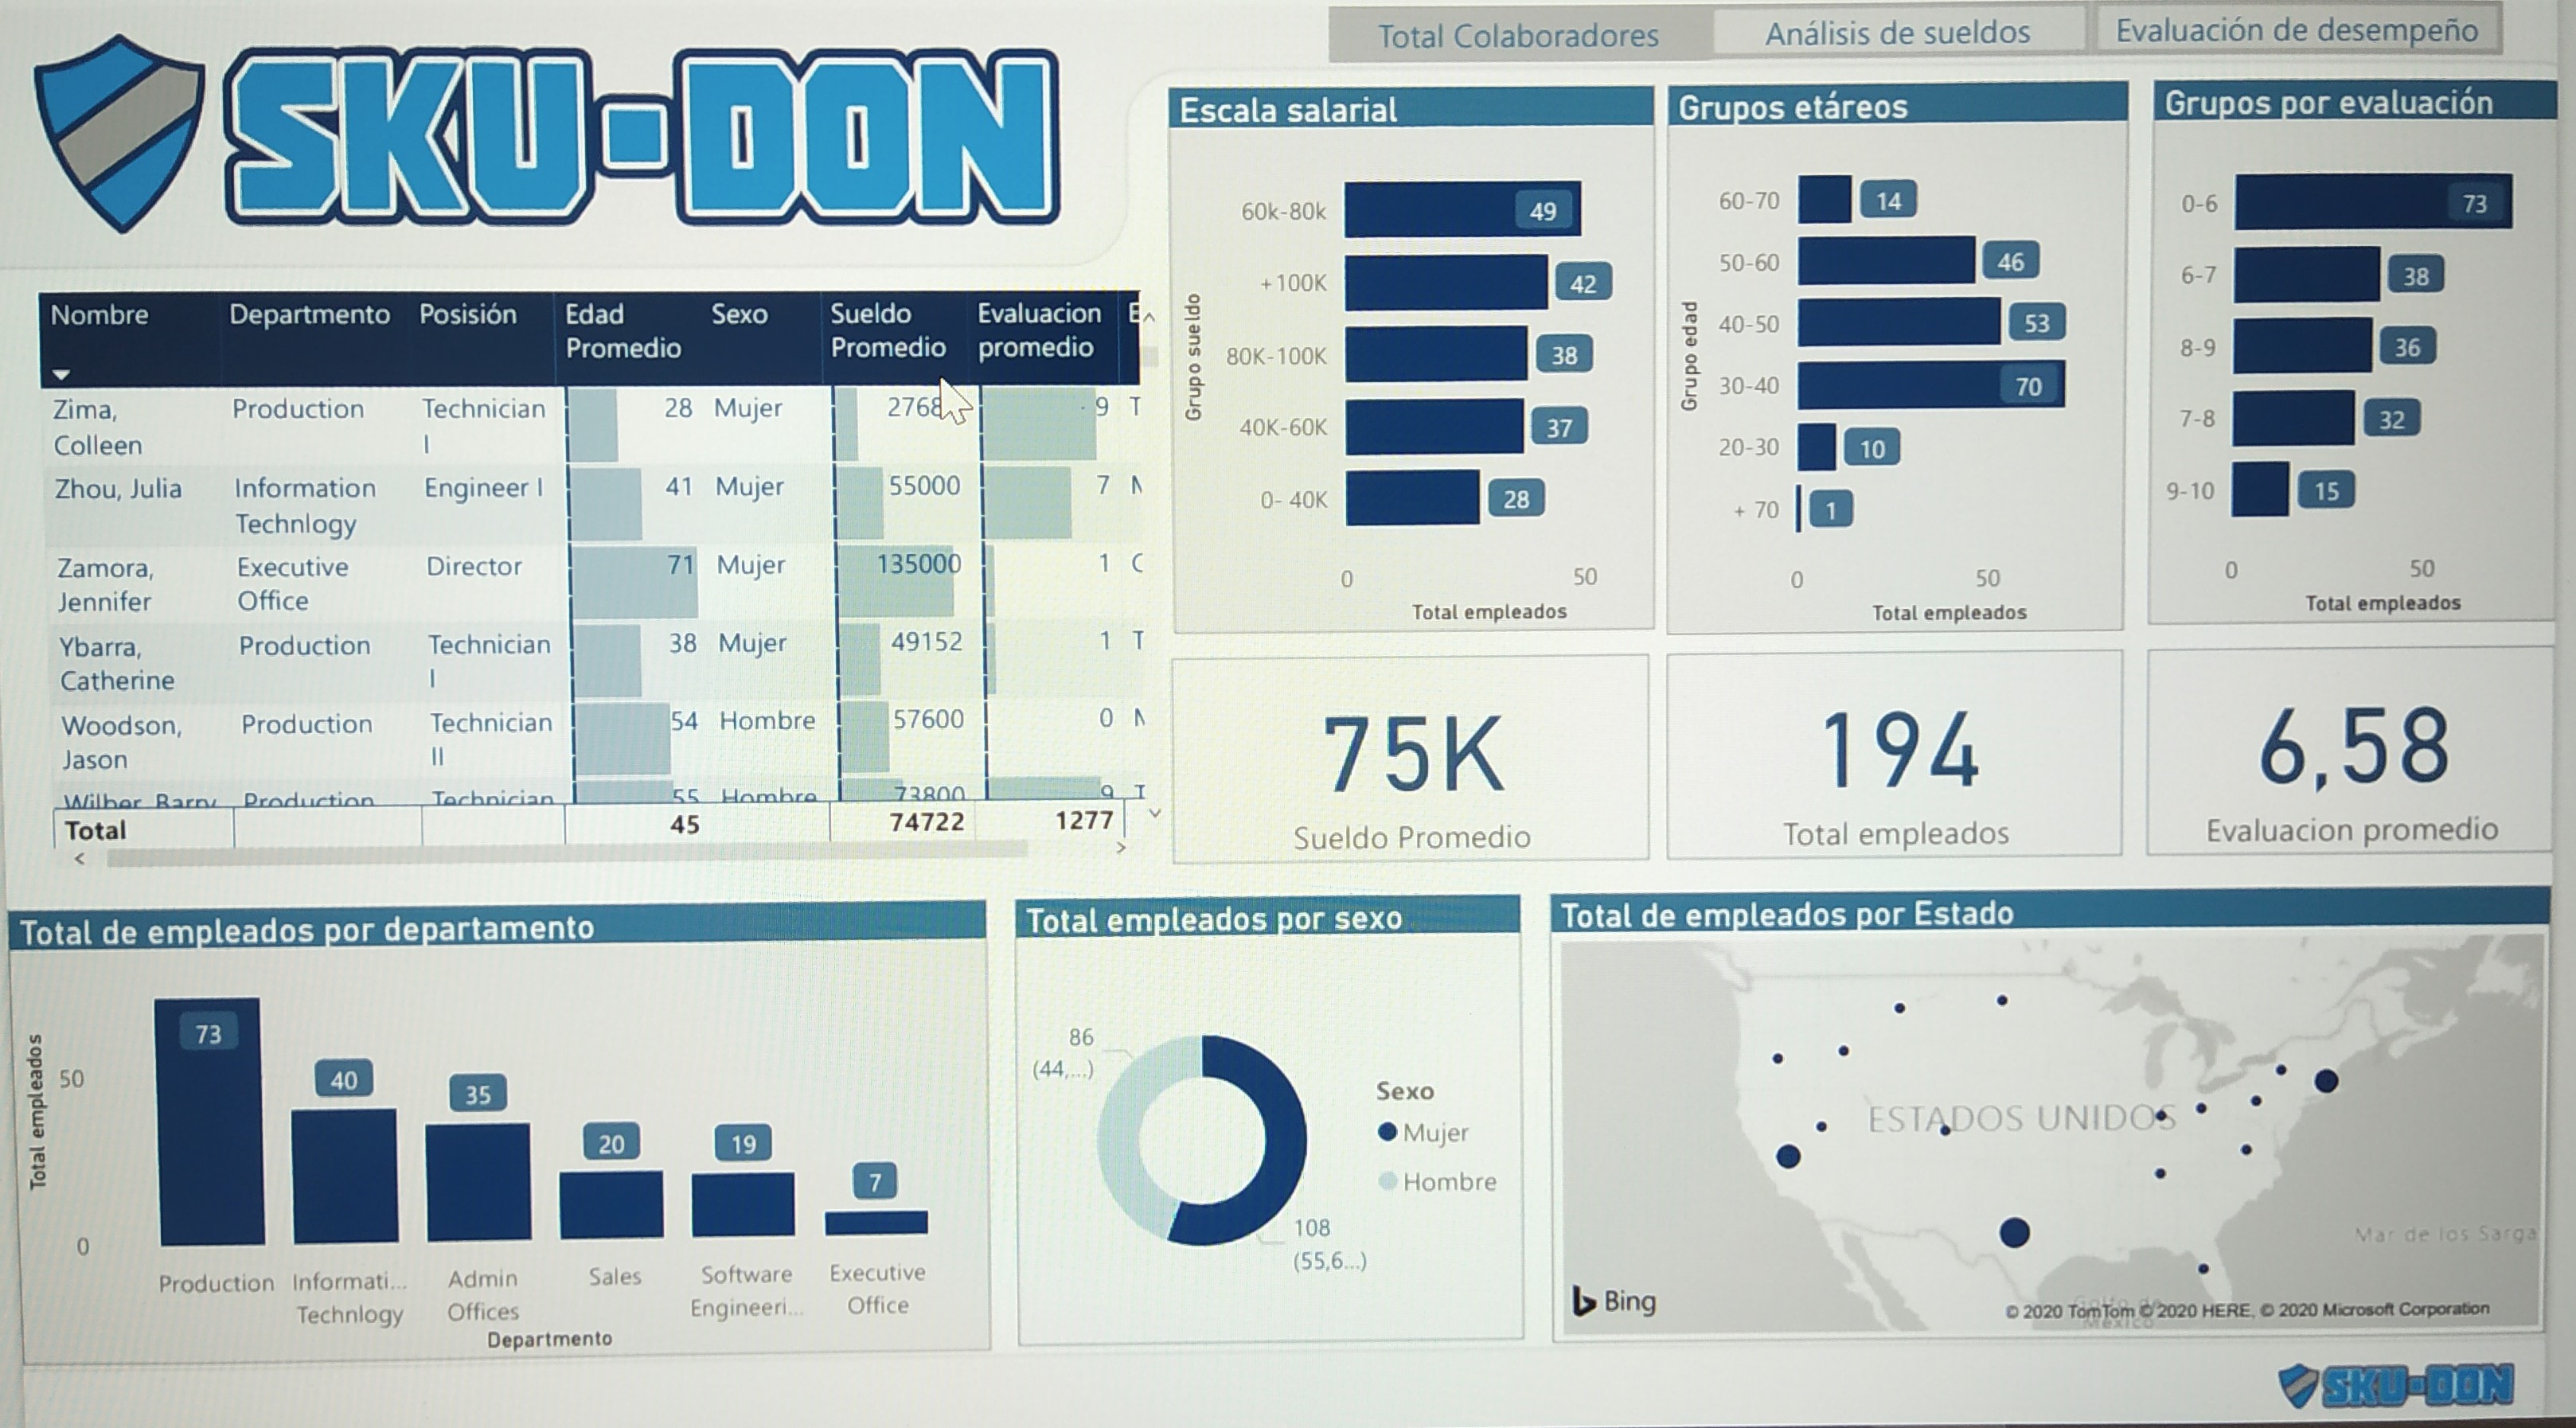 SKU-DON
Total Colaboradores
Análisis de sueldos
Evaluación de desempeño
Nombre Departmento Posisión Edad Promedio Sexo Sueldo Promedio Evaluacion promedio E
Zima, Colleen Production Technician I 28 Mujer 2768 9 T
Zhou, Julia Information Technlogy Engineer I 41 Mujer 55000 7
Zamora, Jennifer Executive Office Director 71 Mujer 135000 1
Ybarra, Catherine Production Technician I 38 Mujer 49152 1 T
Woodson, Jason Production Technician II 54 Hombre 57600 0
Wilber, Barry Production Technician 55 Hombre 73800 9 T
Total 45 74722 1277
Escala salarial
Grupo sueldo
60k-80k 49
+100K 42
80K-100K 38
40K-60K 37
0- 40K 28
0 50
Total empleados
Grupos etáreos
Grupo edad
60-70 14
50-60 46
40-50 53
30-40 70
20-30 10
+ 70 1
0 50
Total empleados
Grupos por evaluación
0-6 73
6-7 38
8-9 36
7-8 32
9-10 15
0 50
Total empleados
75K
Sueldo Promedio
194
Total empleados
6,58
Evaluacion promedio
Total de empleados por departamento
Total empleados
50
0
73 40 35 20 19 7
Production Informati... Technlogy Admin Offices Sales Software Engineeri... Executive Office
Departmento
Total empleados por sexo
86
(44,...)
108
(55,6...)
Sexo
Mujer
Hombre
Total de empleados por Estado
ESTADOS UNIDOS
Mar de los Sarga
Golfo de
México
Bing
© 2020 TomTom © 2020 HERE, © 2020 Microsoft Corporation
SKU-DON